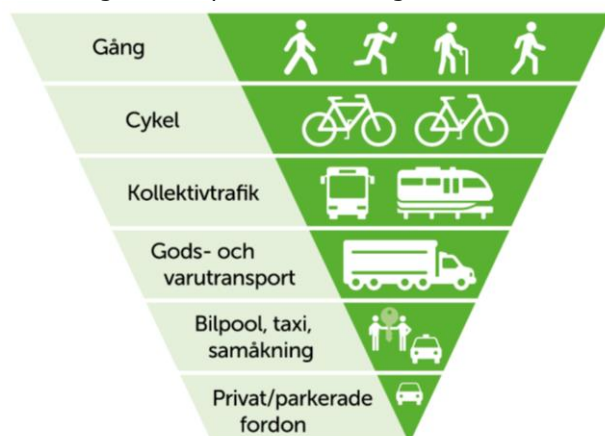 Gång
Cykel
Kollektivtrafik
Gods- och
varutransport
Bilpool, taxi,
samåkning
Privat/parkerade
fordon